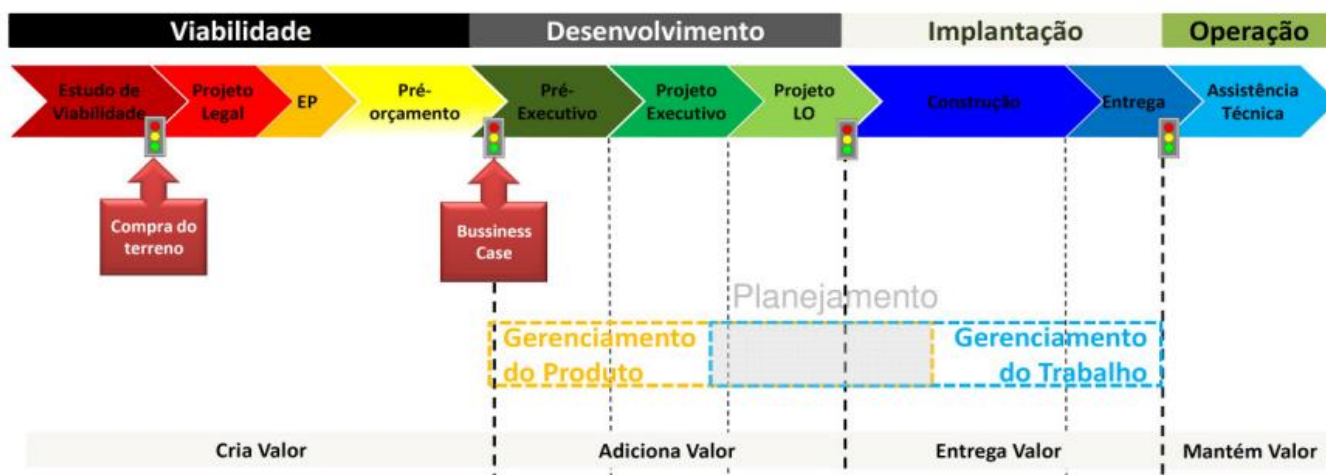 Viabilidade
Desenvolvimento
Implantação
Operação
Estudo de
Viabilidade
Projeto
Legal
EP
Pré-
orçamento
Pré-
Executivo
Projeto
Executivo
Projeto
LO
Construção
Entrega
Assistência
Técnica
Compra do
terreno
Bussiness
Case
Planejamento
Gerenciamento
do Produto
Gerenciamento
do Trabalho
Cria Valor
Adiciona Valor
Entrega Valor
Mantém Valor